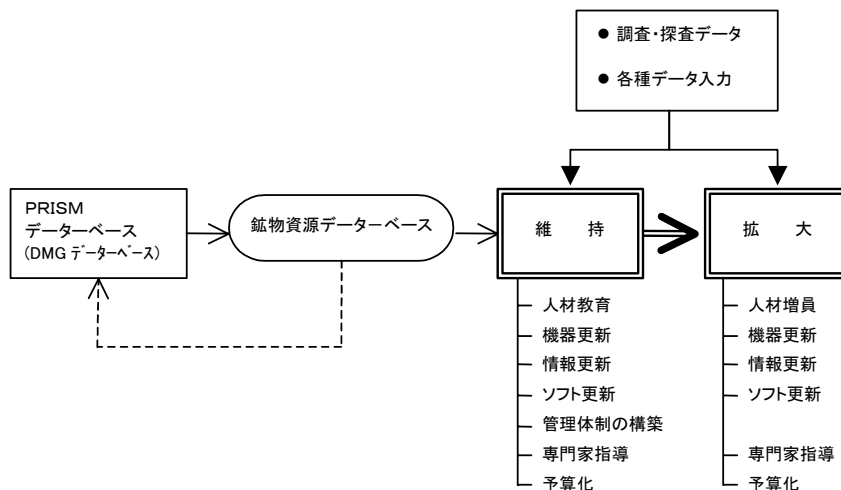 ● 調査・探査データ
● 各種データ入力
PRISM
データーベース
(DMG データーベース)
鉱物資源データーベース
維 持
拡 大
人材教育
機器更新
情報更新
ソフト更新
管理体制の構築
専門家指導
予算化
人材増員
機器更新
情報更新
ソフト更新
専門家指導
予算化